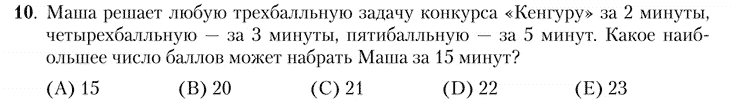 10. Маша решает любую трехбалльную задачу конкурса «Кенгуру» за 2 минуты,
четырехбалльную — за 3 минуты, пятибалльную — за 5 минут. Какое наиб-
ольшее число баллов может набрать Маша за 15 минут?
(A) 15 (B) 20 (C) 21 (D) 22 (E) 23